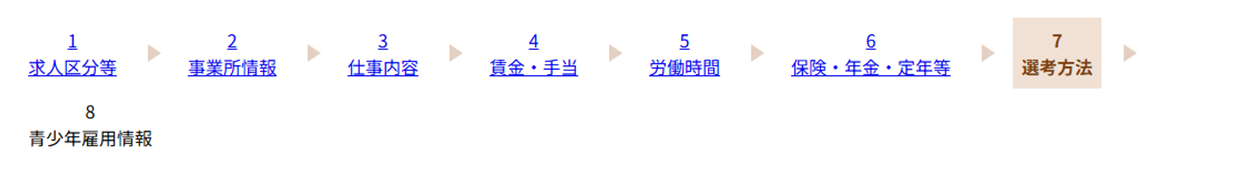 1
求人区分等
2
事業所情報
3
仕事内容
4
賃金・手当
5
労働時間
6
保険・年金・定年等
7
選考方法
8
青少年雇用情報